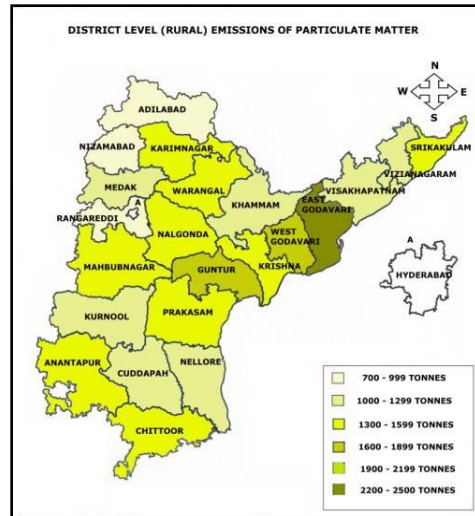 DISTRICT LEVEL (RURAL) EMISSIONS OF PARTICULATE MATTER
N
W E
S
ADILABAD
NIZAMABAD
KARIMNAGAR
SRIKAKULAM
VIZIANAGARAM
MEDAK
WARANGAL
VISAKHAPATNAM
KHAMMAM
EAST
GODAVARI
RANGAREDDI
A
WEST
GODAVARI
NALGONDA
A
HYDERABAD
MAHBUBNAGAR
GUNTUR
KRISHNA
KURNOOL
PRAKASAM
ANANTAPUR
CUDDAPAH
NELLORE
CHITTOOR
700 - 999 TONNES
1000 - 1299 TONNES
1300 - 1599 TONNES
1600 - 1899 TONNES
1900 - 2199 TONNES
2200 - 2500 TONNES